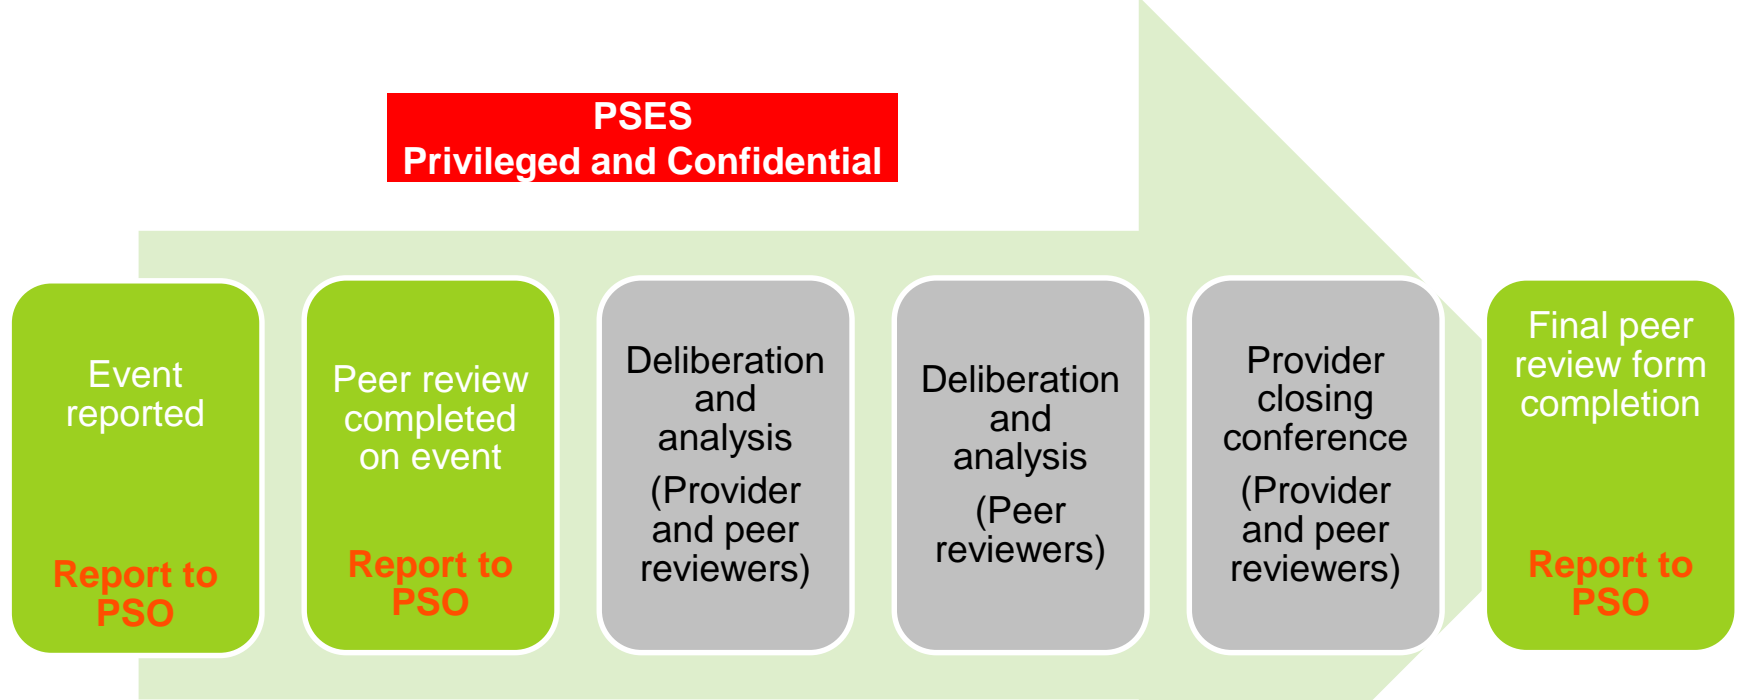 PSES
Privileged and Confidential
Event
reported
Report to
PSO
Peer review
completed
on event
Report to
PSO
Deliberation
and
analysis
(Provider
and peer
reviewers)
Deliberation
and
analysis
(Peer
reviewers)
Provider
closing
conference
(Provider
and peer
reviewers)
Final peer
review form
completion
Report to
PSO